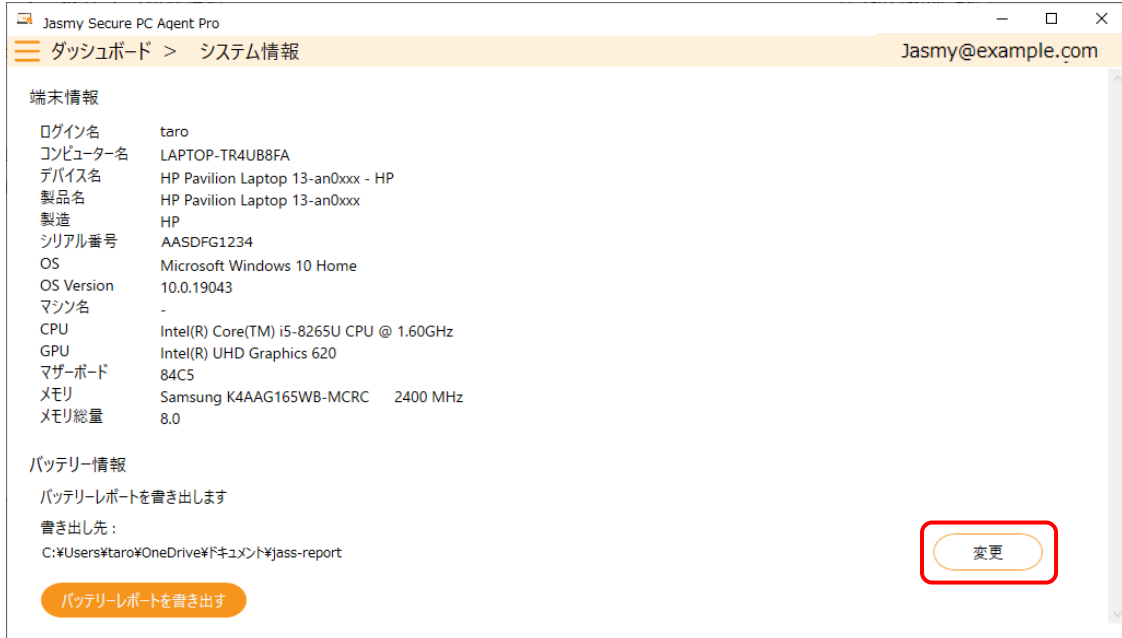 Jasmy Secure PC Agent Pro
ダッシュボード > システム情報 Jasmy@example.com
端末情報
ログイン名 taro
コンピューター名 LAPTOP-TR4UB8FA
デバイス名 HP Pavilion Laptop 13-an0xxx - HP
製品名 HP Pavilion Laptop 13-an0xxx
製造 HP
シリアル番号 AASDFG1234
OS Microsoft Windows 10 Home
OS Version 10.0.19043
マシン名 -
CPU Intel(R) Core(TM) i5-8265U CPU @ 1.60GHz
GPU Intel(R) UHD Graphics 620
マザーボード 84C5
メモリ Samsung K4AAG165WB-MCRC 2400 MHz
メモリ総量 8.0
バッテリー情報
バッテリーレポートを書き出します
書き出し先 :
C:¥Users¥taro¥OneDrive¥ドキュメント¥jass-report
変更
バッテリーレポートを書き出す